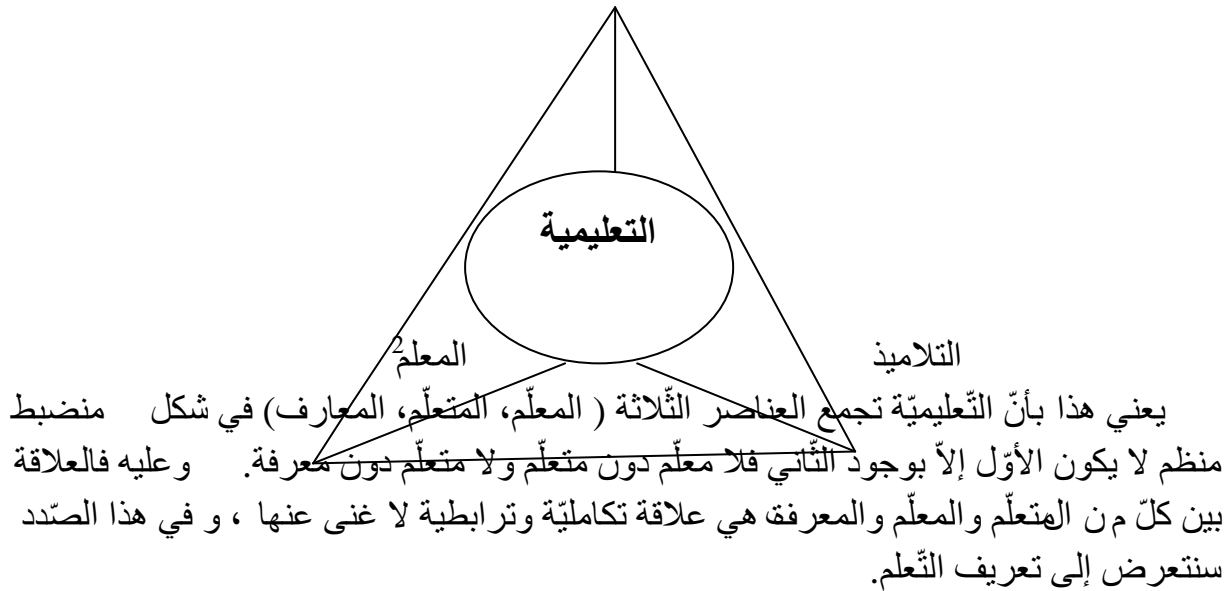 التعليمية
التلاميذ المعلم2
يعني هذا بأنّ التّعليميّة تجمع العناصر الثّلاثة ( المعلّم، المتعلّم، المعارف) في شكل منضبط
منظم لا يكون الأوّل إلاّ بوجود الثّاني فلا معلّم دون متعلّم ولا متعلّم دون معرفة. وعليه فالعلاقة
بين كلّ من المتعلّم والمعلّم والمعرفة هي علاقة تكامليّة وترابطية لا غنى عنها ، و في هذا الصّدد
سنتعرض إلى تعريف التّعلم.